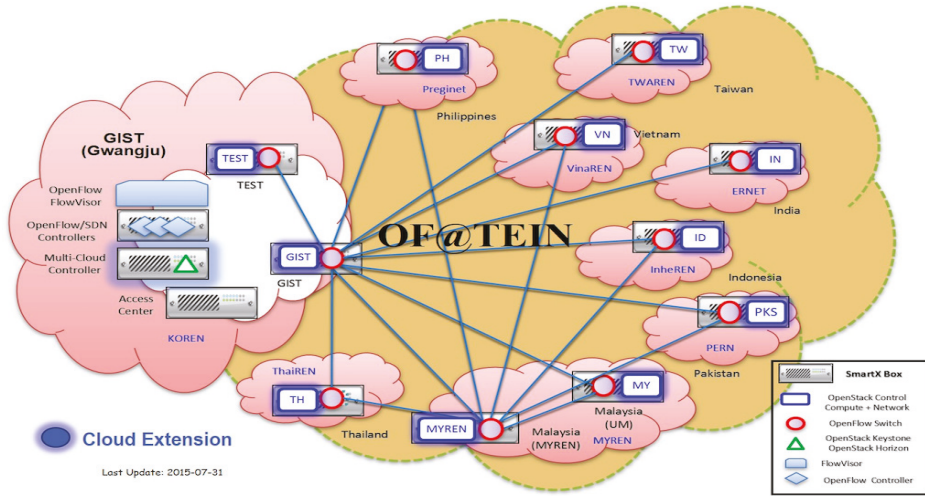 PH
Preginet
Philippines
TW
TWAREN
Taiwan
GIST
(Gwangju)
TEST
TEST
VN
Vietnam
VinaREN
IN
ERNET
India
OpenFlow
FlowVisor
OpenFlow/SDN
Controllers
Multi-Cloud
Controller
Access
Center
KOREN
GIST
GIST
OF@TEIN
ID
InheREN
Indonesia
PKS
PERN
Pakistan
ThaiREN
TH
Thailand
MYREN
Malaysia
(MYREN)
MY
Malaysia
(UM)
MYREN
SmartX Box
OpenStack Control
Compute + Network
OpenFlow Switch
OpenStack Keystone
OpenStack Horizon
FlowVisor
OpenFlow Controller
Cloud Extension
Last Update: 2015-07-31